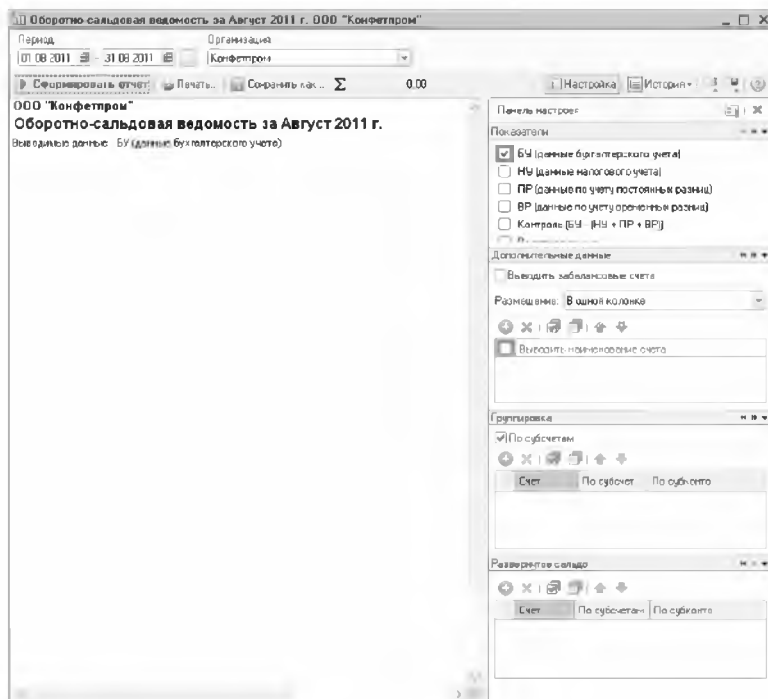 Оборотно-сальдовая ведомость за Август 2011 г. ООО "Конфетпром"
Период Организация
01.08.2011 - 31.08.2011 Конфетпром
Сформировать отчет Печать... Сохранить как... Σ 0,00 Настройка История
ООО "Конфетпром"
Оборотно-сальдовая ведомость за Август 2011 г.
Выводимые данные: БУ (данные бухгалтерского учета)
Панель настроек
Показатели
БУ (данные бухгалтерского учета)
НУ (данные налогового учета)
ПР (данные по учету постоянных разниц)
ВР (данные по учету временных разниц)
Контроль (БУ - (НУ + ПР + ВР))
Дополнительные данные
Выводить забалансовые счета
Размещение: В одной колонке
Выводить наименование счета
Группировка
По субсчетам
Счет По субсчет По субконто
Развернутое сальдо
Счет По субсчетам По субконто